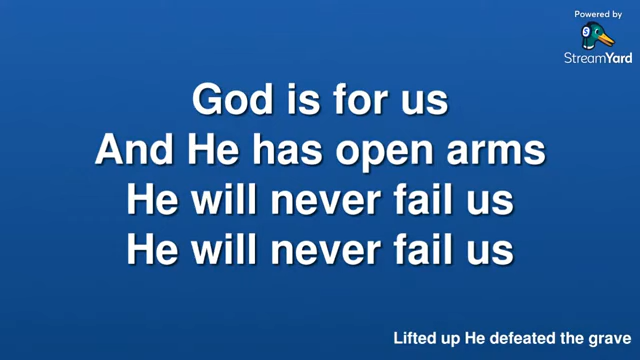 Powered by
StreamYard
God is for us
And He has open arms
He will never fail us
He will never fail us
Lifted up He defeated the grave